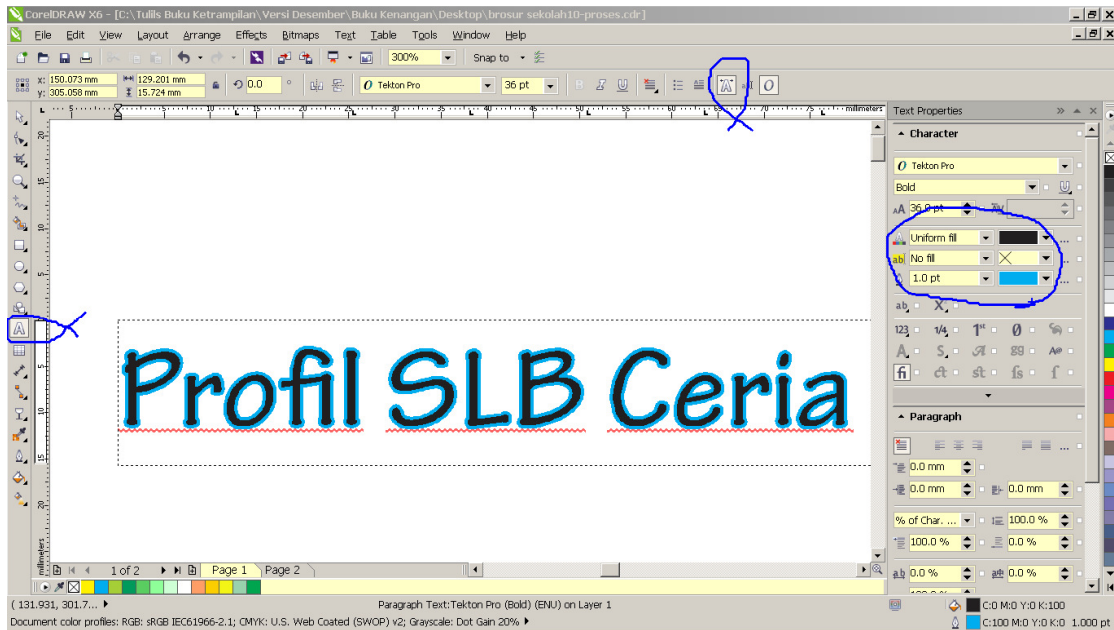 CorelDRAW X6 - [C:\Tulils Buku Ketrampilan\Versi Desember\Buku Kenangan\Desktop\brosur sekolah10-proses.cdr]
File Edit View Layout Arrange Effects Bitmaps Text Table Tools Window Help
300% Snap to
x: 150.073 mm 129.201 mm 0.0 ° O Tekton Pro 36 pt B I U
y: 305.058 mm 15.724 mm
millimeters
Text Properties
Character
O Tekton Pro
Bold
36.0 pt
Uniform fill
ab No fill
1.0 pt
Profil SLB Ceria
Paragraph
0.0 mm
0.0 mm 0.0 mm
% of Char. ... 100.0 %
100.0 % 0.0 %
0.0 % 0.0 %
millimeters
1 of 2 Page 1 Page 2
( 131.931, 301.7... Paragraph Text:Tekton Pro (Bold) (ENU) on Layer 1 C:0 M:0 Y:0 K:100
Document color profiles: RGB: sRGB IEC61966-2.1; CMYK: U.S. Web Coated (SWOP) v2; Grayscale: Dot Gain 20% C:100 M:0 Y:0 K:0 1.000 pt